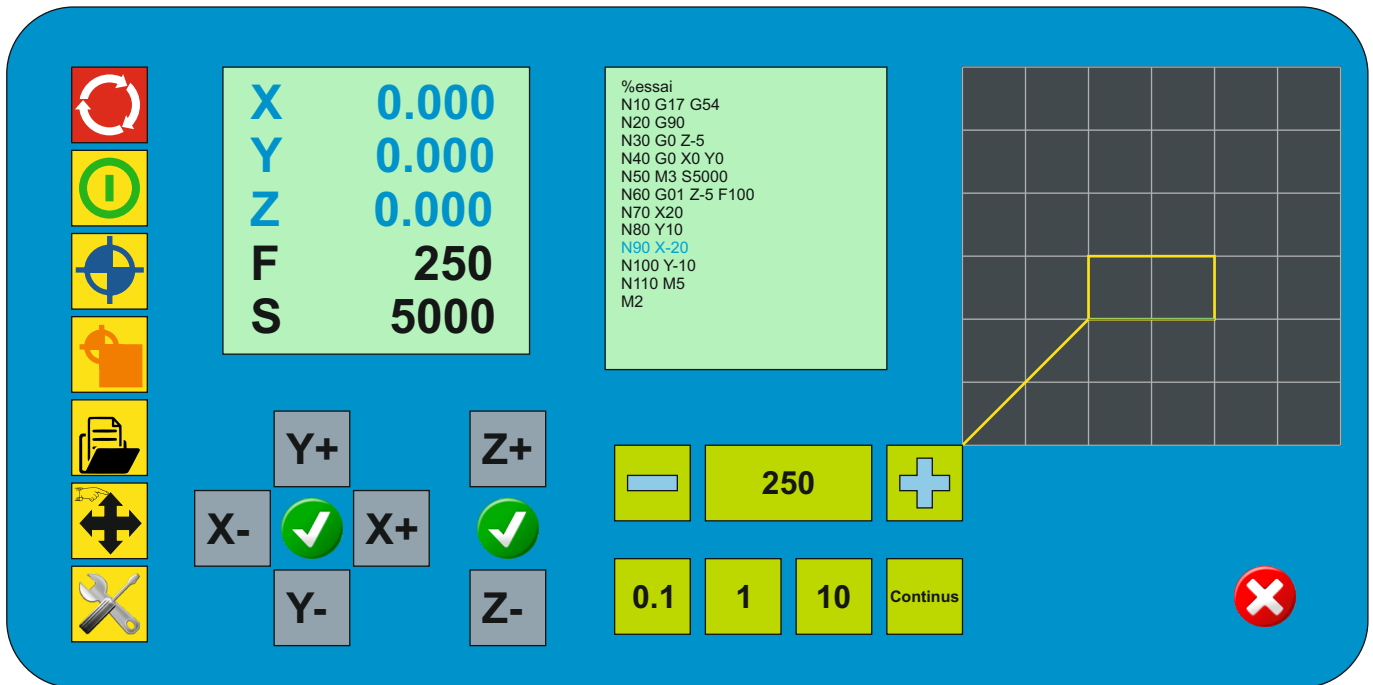 X 0.000
Y 0.000
Z 0.000
F 250
S 5000
%essai
N10 G17 G54
N20 G90
N30 G0 Z-5
N40 G0 X0 Y0
N50 M3 S5000
N60 G01 Z-5 F100
N70 X20
N80 Y10
N90 X-20
N100 Y-10
N110 M5
M2
Y+
Z+
X-
X+
Y-
Z-
250
0.1
1
10
Continus